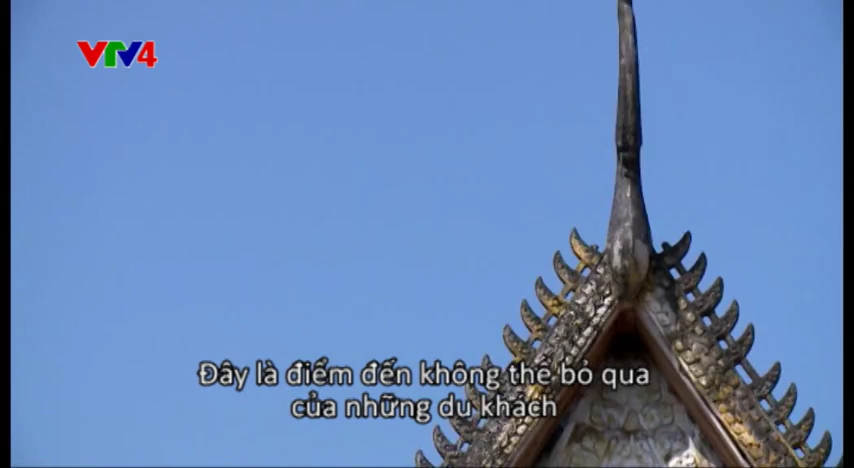 VTV4
Đây là điểm đến không thể bỏ qua
của những du khách